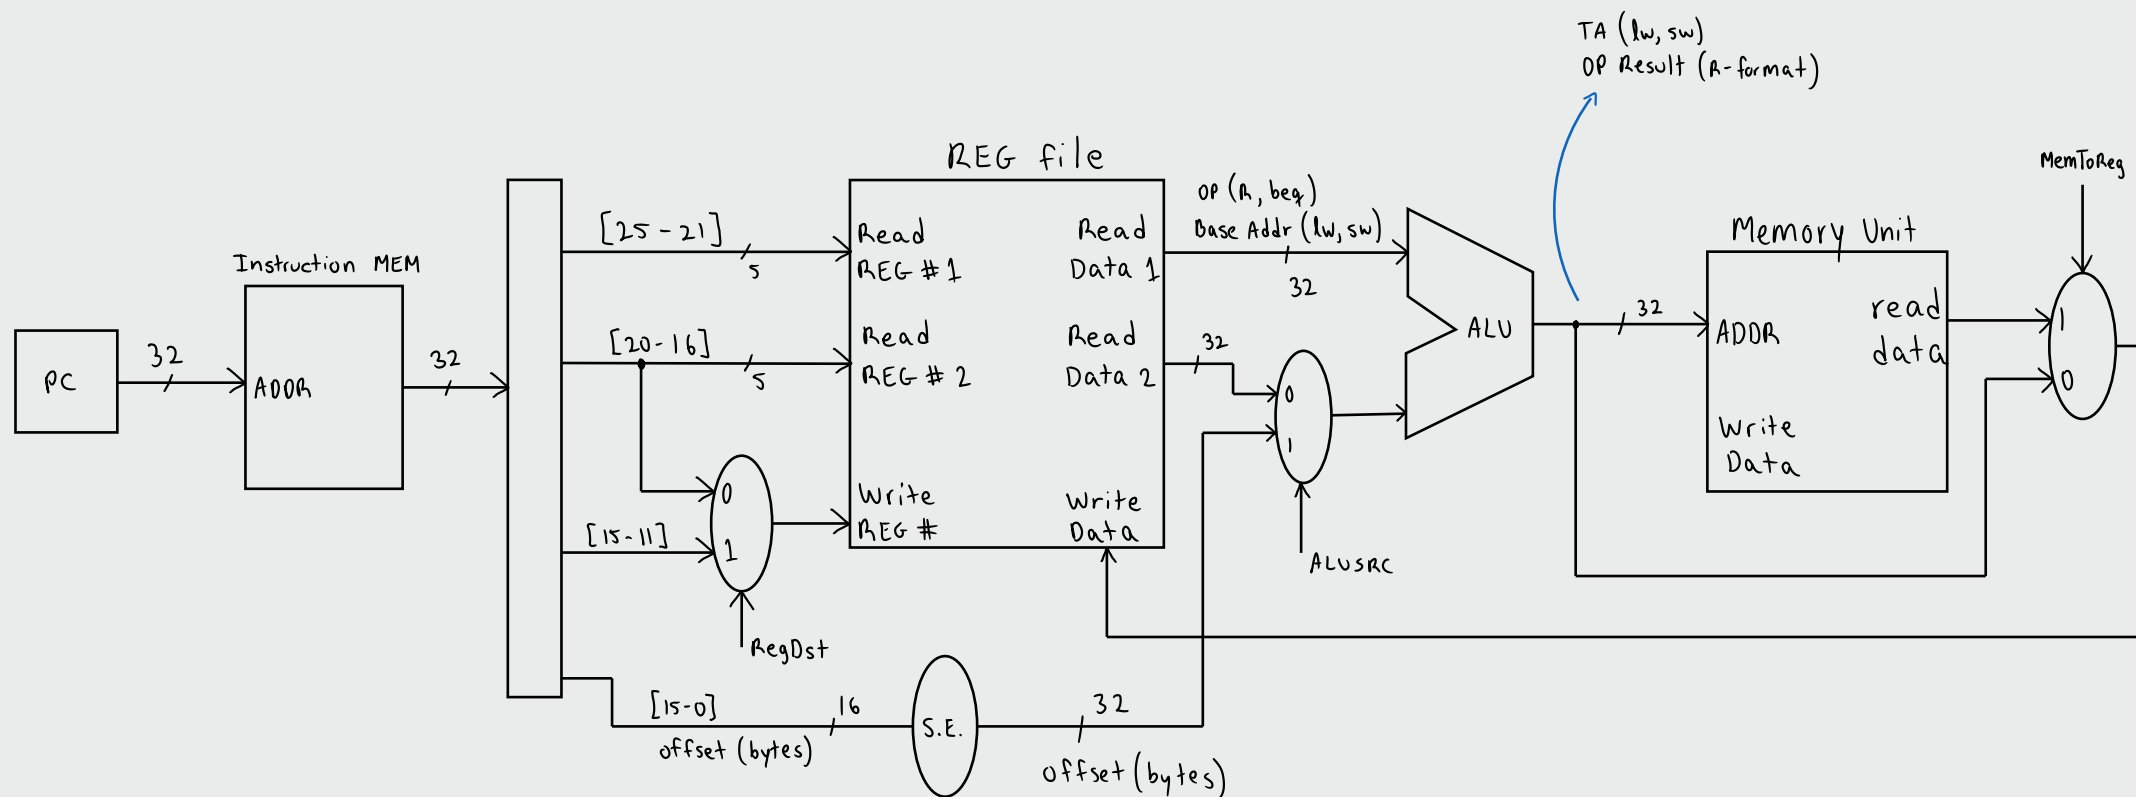 TA (lw, sw)
OP Result (R-format)
MemToReg
REG file
OP (R, beq)
Base Addr (lw, sw)
32
Memory Unit
Instruction MEM
[25-21]
5
Read
REG #1
Read
Data 1
[20-16]
5
Read
REG # 2
Read
Data 2
32
ALU
32
ADDR
read
data
1
0
PC
32
ADDR
32
0
1
ALUSRC
Write
Data
[15-11]
0
1
RegDst
Write
REG #
Write
Data
[15-0]
16
offset (bytes)
S.E.
32
offset (bytes)